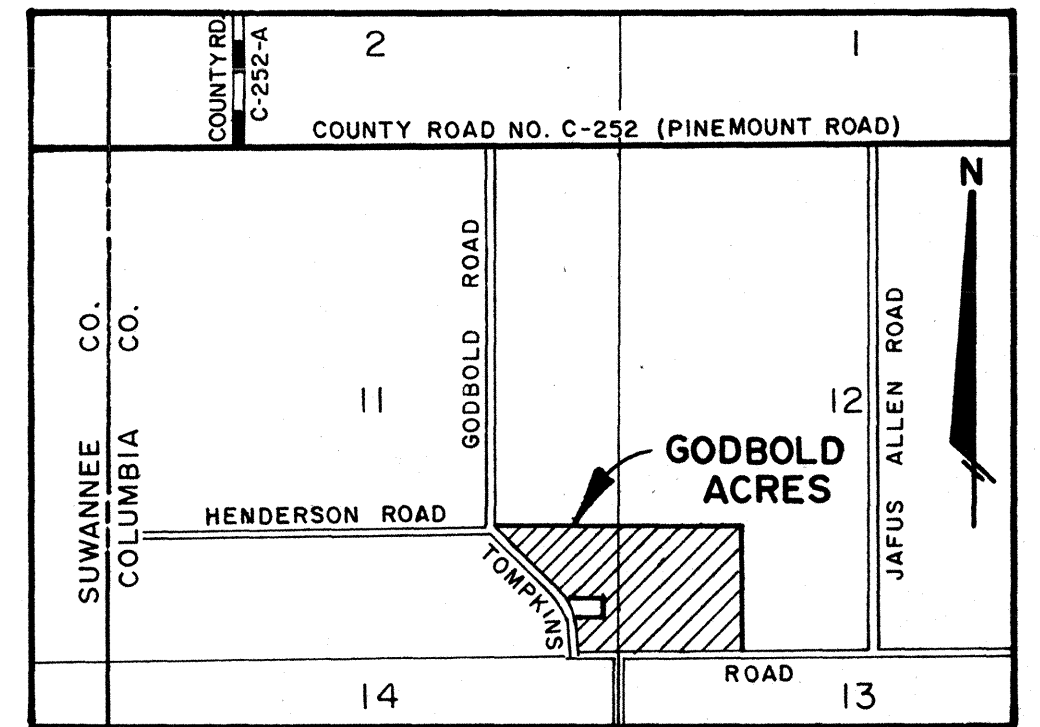 COUNTY RD.
C-252-A
2
1
COUNTY ROAD NO. C-252 (PINEMOUNT ROAD)
N
GODBOLD ROAD
SUWANNEE CO.
COLUMBIA CO.
11
12
JAFUS ALLEN ROAD
GODBOLD
ACRES
HENDERSON ROAD
TOMPKINS
ROAD
14
13